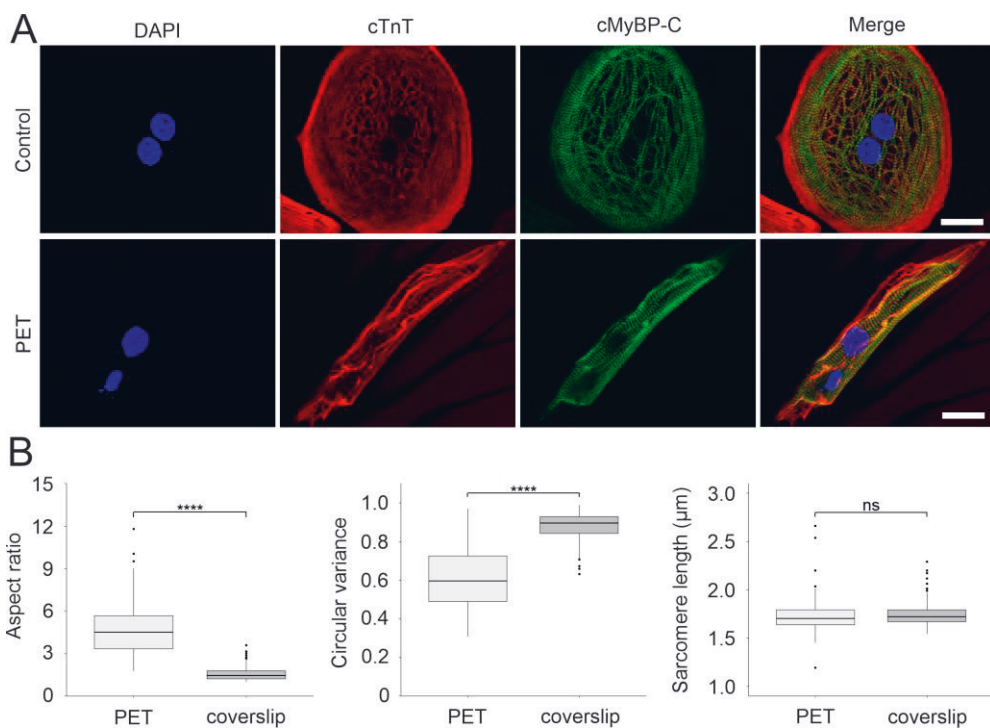 A
DAPI
cTnT
cMyBP-C
Merge
Control
PET
B
Aspect ratio
15
12
9
6
3
0
****
PET
coverslip
Circular variance
1.0
0.8
0.6
0.4
0.2
0
****
PET
coverslip
Sarcomere length (µm)
3.0
2.5
2.0
1.5
1.0
ns
PET
coverslip